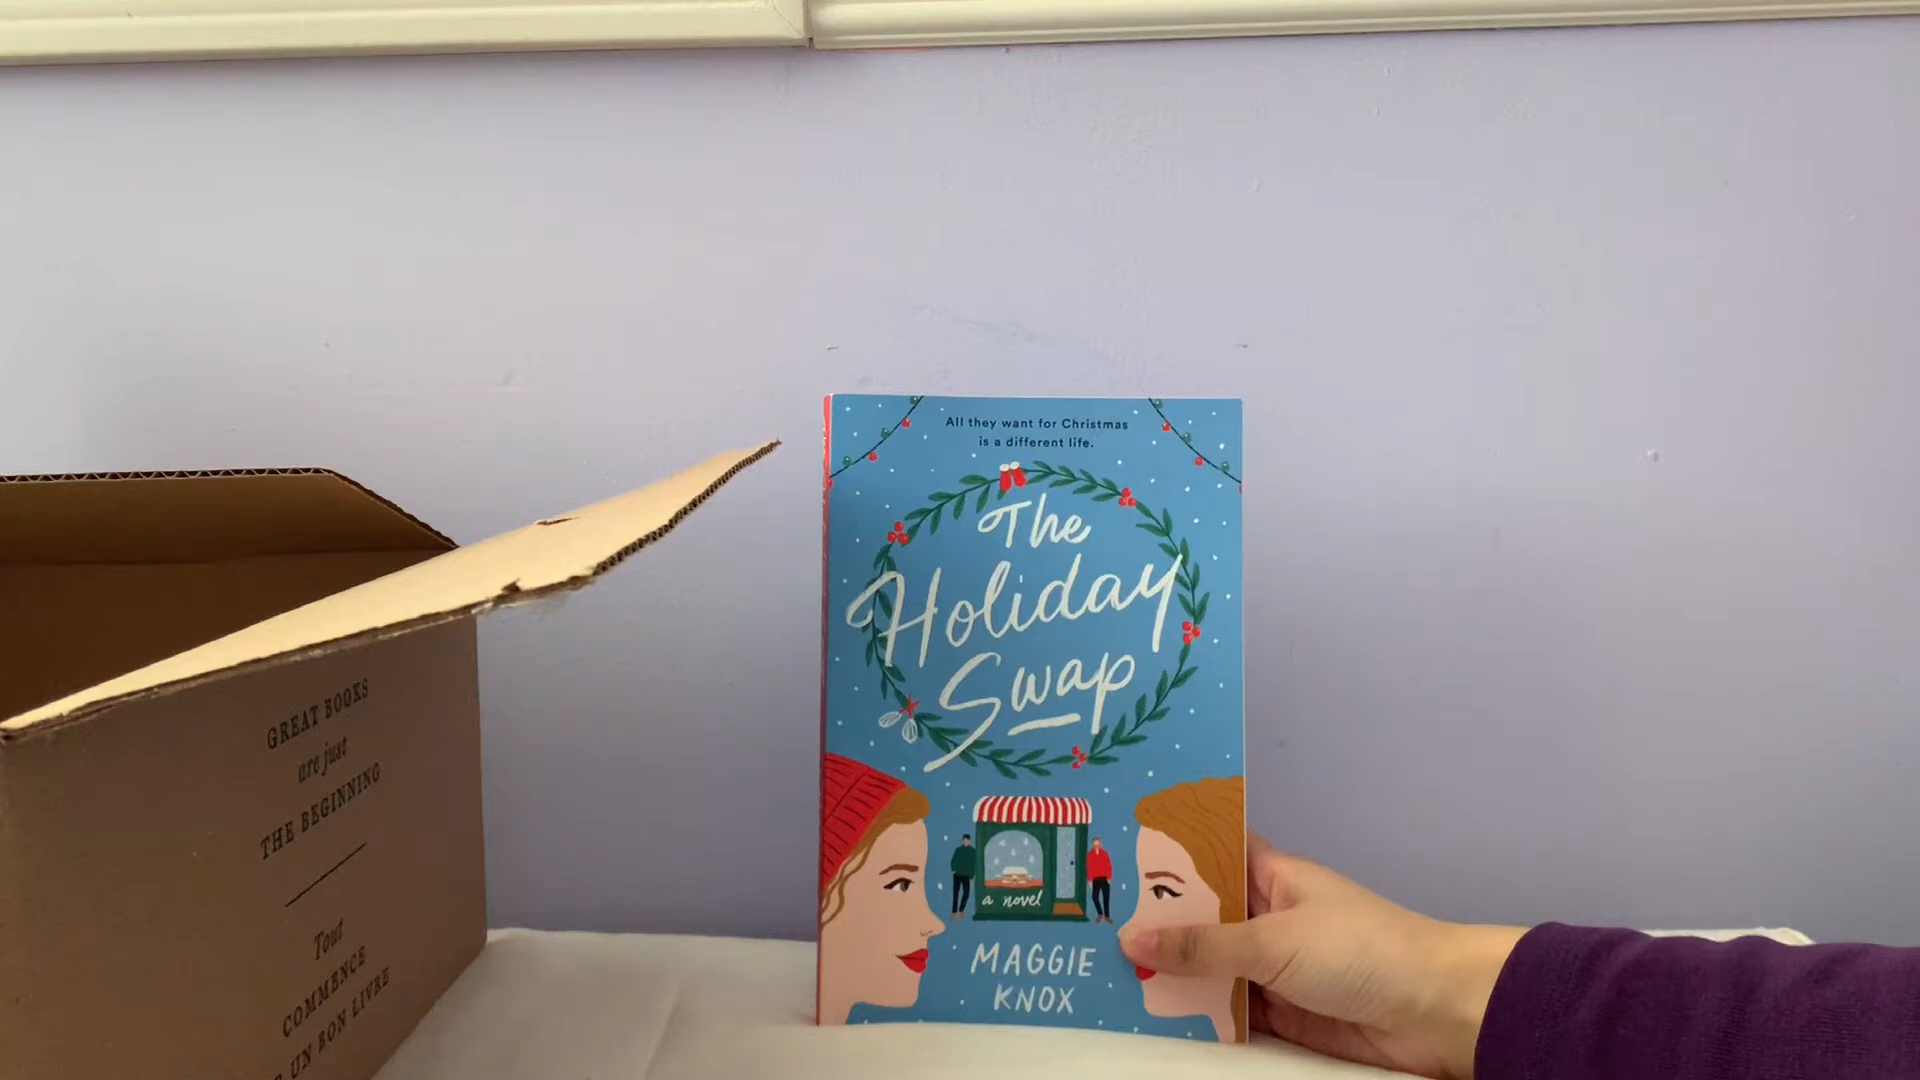 GREAT BOOKS
are just
THE BEGINNING
Tout
COMMENCE
UN BON LIVRE
All they want for Christmas
is a different life.
The
Holiday
Swap
a novel
MAGGIE
KNOX